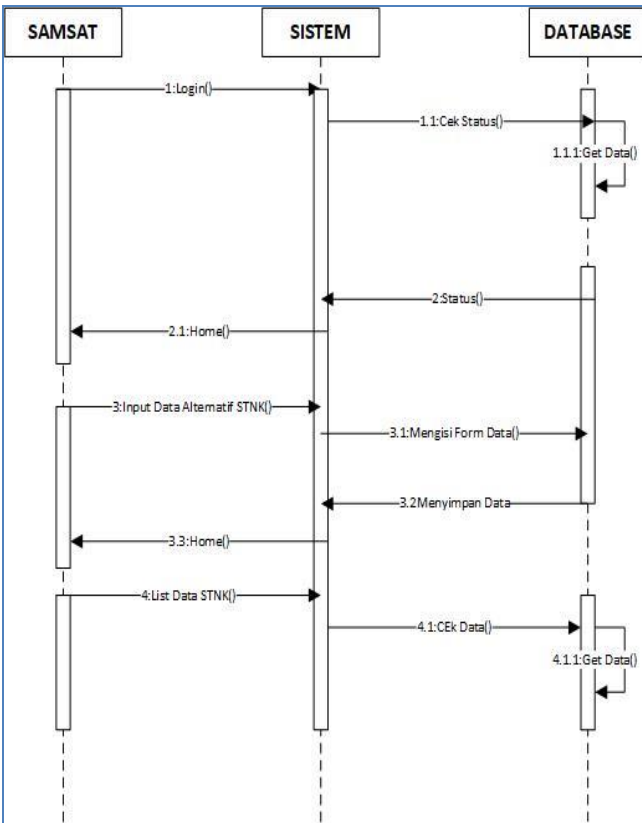 SAMSAT
SISTEM
DATABASE
1:Login()
1.1:Cek Status()
1.1.1:Get Data()
2:Status()
2.1:Home()
3:Input Data Alternatif STNK()
3.1:Mengisi Form Data()
3.2Menyimpan Data
3.3:Home()
4:List Data STNK()
4.1:CEk Data()
4.1.1:Get Data()